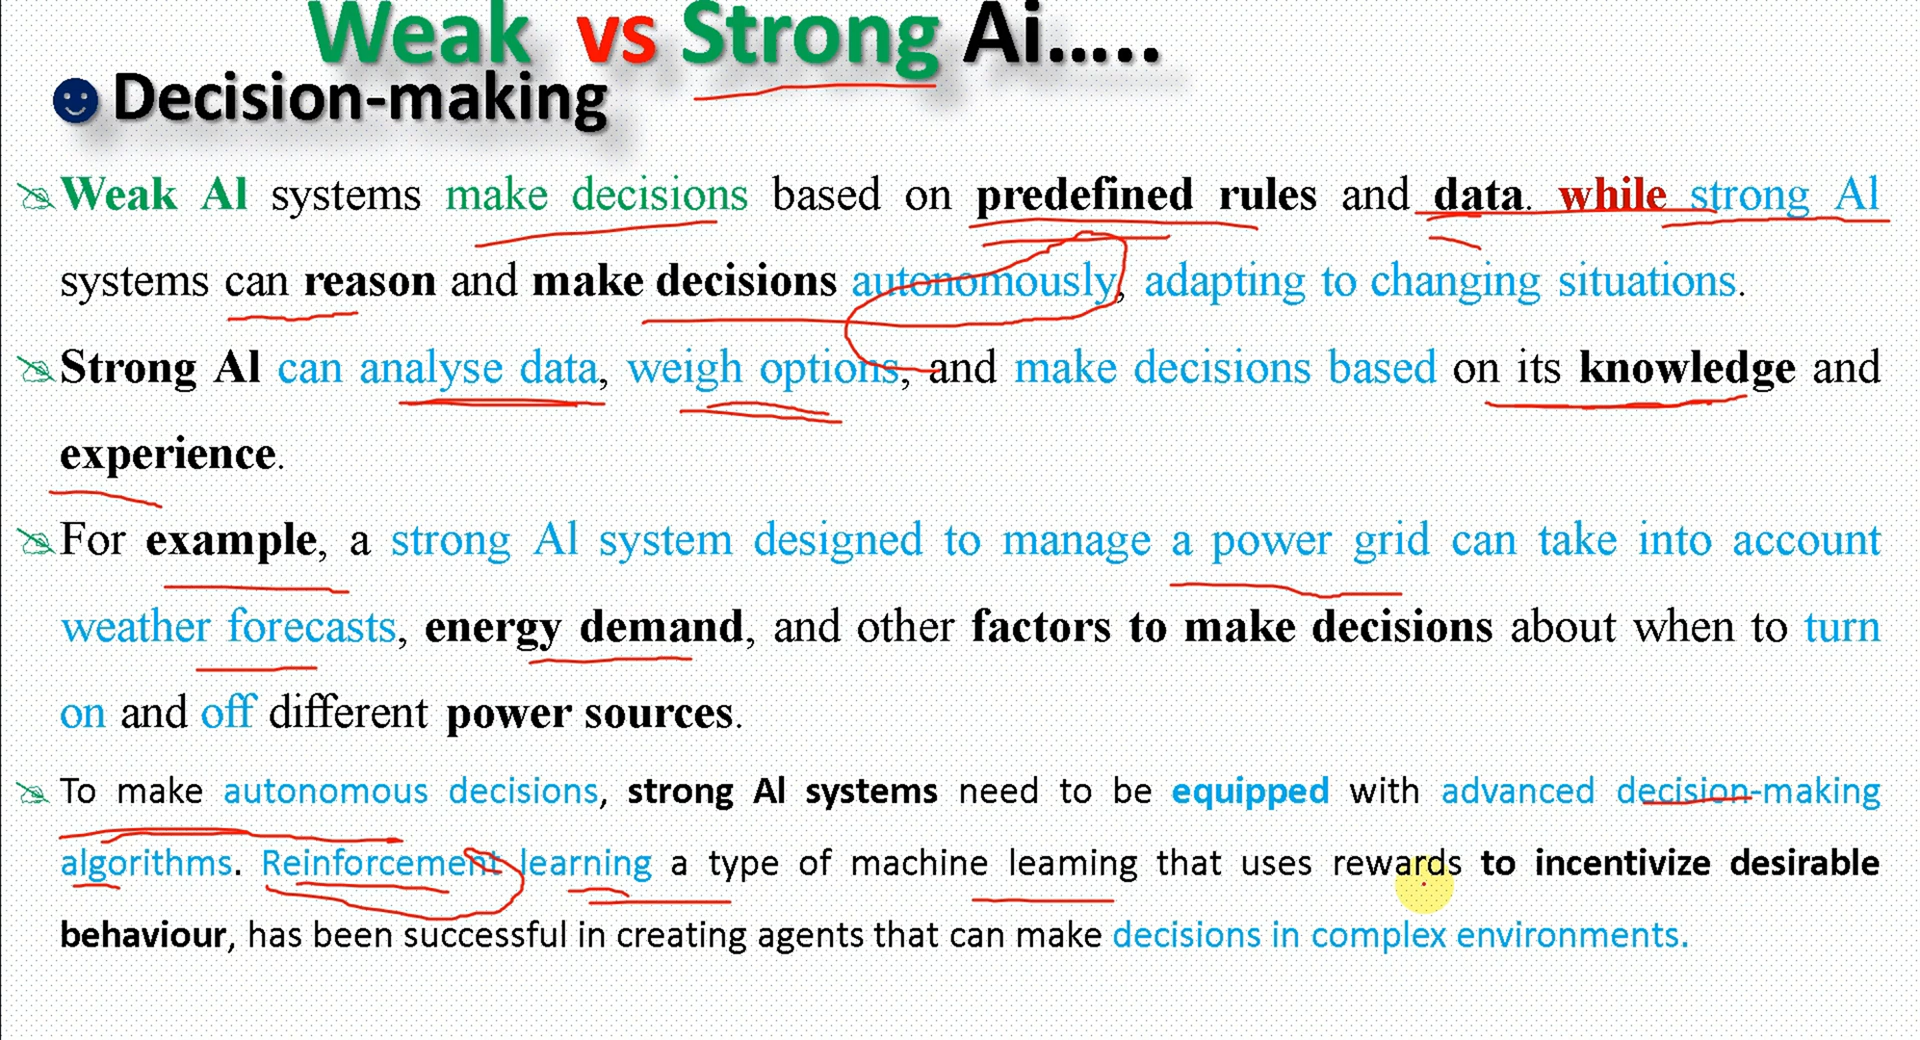 Weak vs Strong Ai.....
Decision-making
Weak Al systems make decisions based on predefined rules and data. while strong Al
systems can reason and make decisions autonomously, adapting to changing situations.
Strong Al can analyse data, weigh options, and make decisions based on its knowledge and
experience.
For example, a strong Al system designed to manage a power grid can take into account
weather forecasts, energy demand, and other factors to make decisions about when to turn
on and off different power sources.
To make autonomous decisions, strong Al systems need to be equipped with advanced decision-making
algorithms. Reinforcement learning a type of machine leaming that uses rewards to incentivize desirable
behaviour, has been successful in creating agents that can make decisions in complex environments.